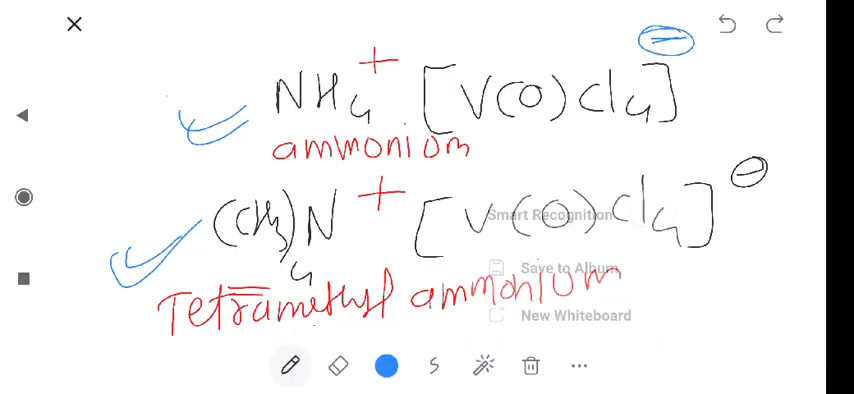 NH4+ [V(O)Cl4]−
ammonium
(CH3)4N+ [V(O)Cl4]−
Smart Recognition
Save to Album
Tetramethyl ammonium
New Whiteboard